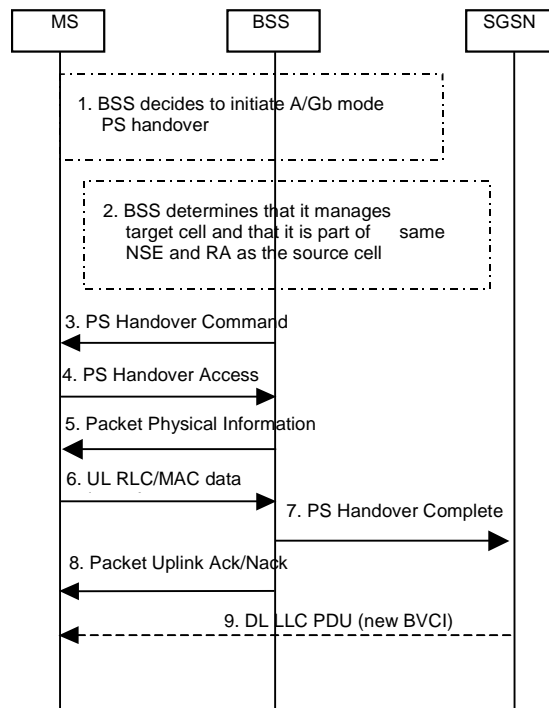 MS
BSS
SGSN
1. BSS decides to initiate A/Gb mode
PS handover
2. BSS determines that it manages
target cell and that it is part of same
NSE and RA as the source cell
3. PS Handover Command
4. PS Handover Access
5. Packet Physical Information
6. UL RLC/MAC data
7. PS Handover Complete
8. Packet Uplink Ack/Nack
9. DL LLC PDU (new BVCI)